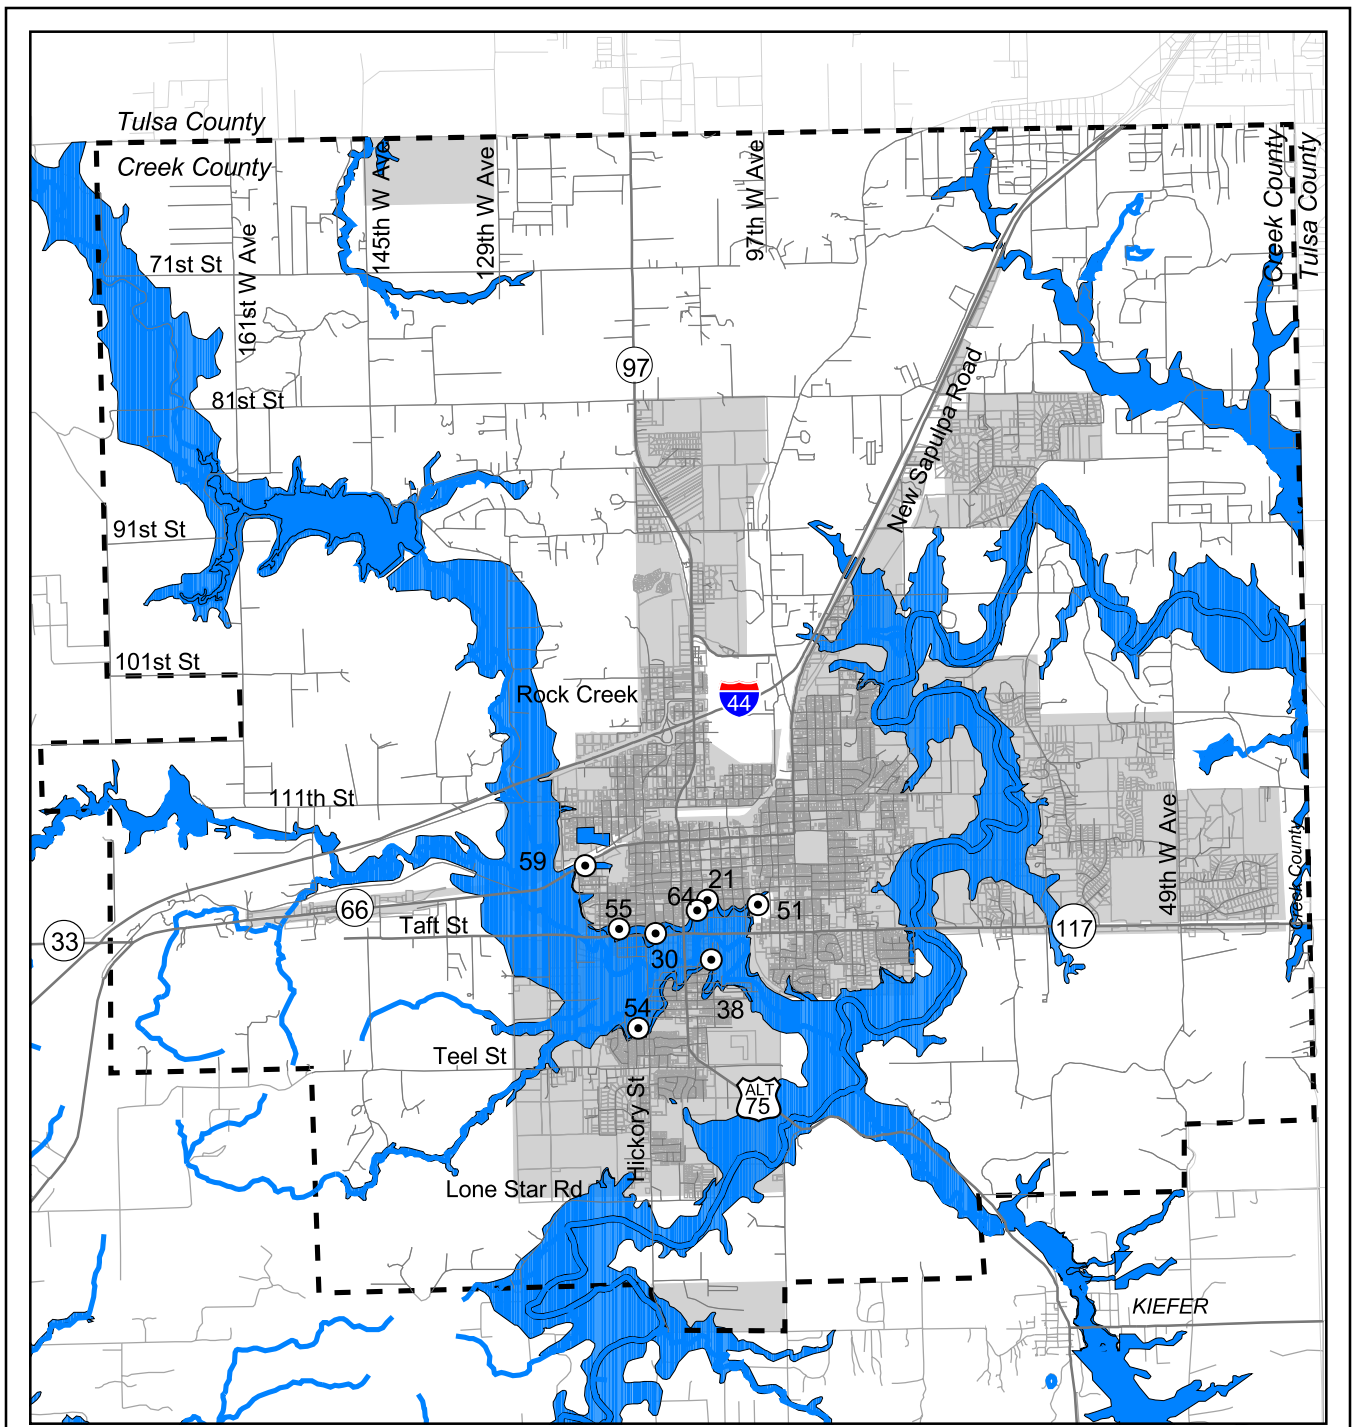 Tulsa County
Creek County
Creek County
Tulsa County
145th W Ave
129th W Ave
97th W Ave
161st W Ave
71st St
97
81st St
New Sapulpa Road
91st St
101st St
Rock Creek
44
111th St
49th W Ave
Creek County
59
21
64
51
66
55
Taft St
117
33
30
54
38
Teel St
ALT
75
Hickory St
Lone Star Rd
KIEFER